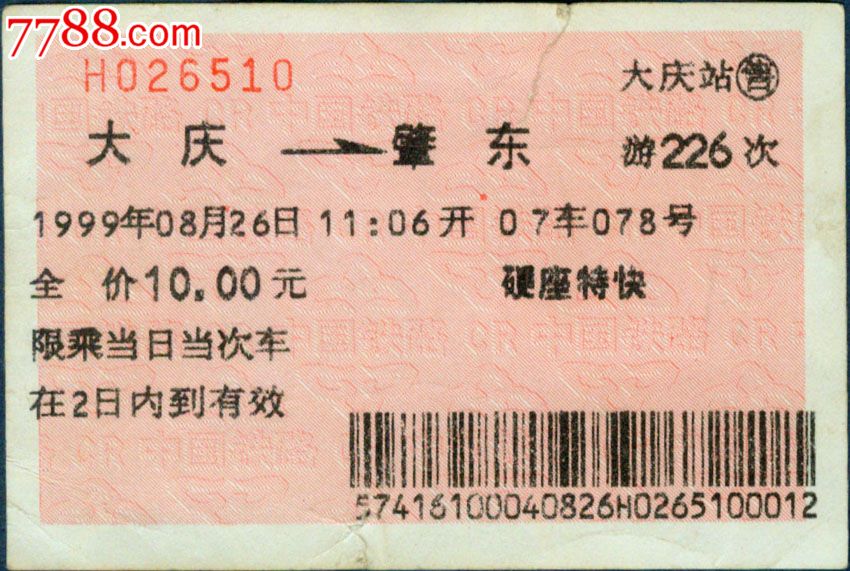 7788.com
H026510
大庆站售
大庆 → 肇东 游226次
1999年08月26日 11:06开 07车078号
全 价10.00元 硬座特快
限乘当日当次车
在2日内到有效
57416100040826H0265100012